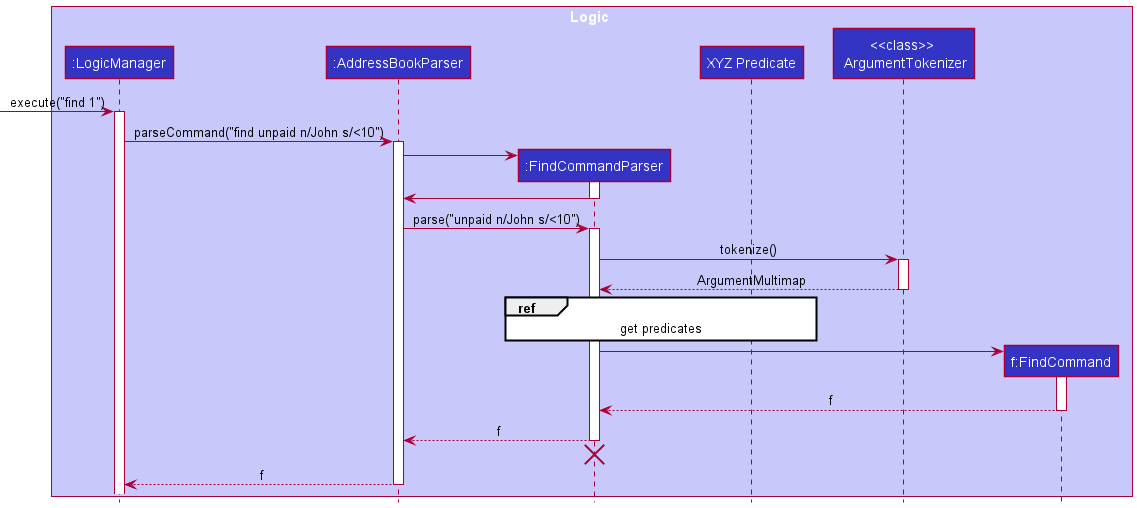 Logic
<<class>>
:LogicManager
:AddressBookParser
XYZ Predicate
ArgumentTokenizer
execute("find 1")
parseCommand("find unpaid n/John s/<10")
:FindCommandParser
parse("unpaid n/John s/<10")
tokenize()
ArgumentMultimap
ref
get predicates
f:FindCommand
f
f
f